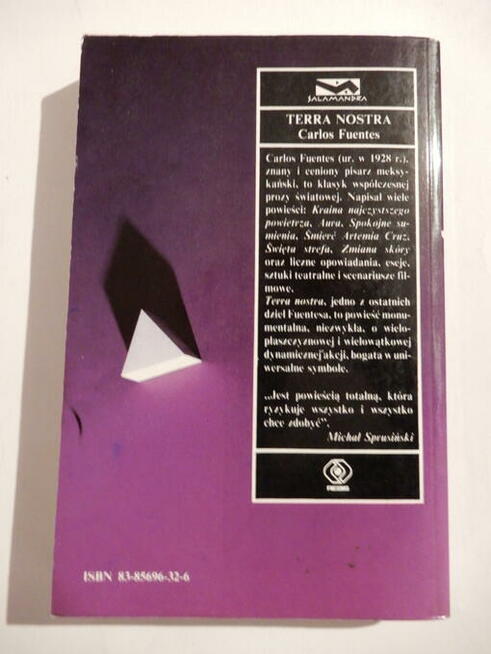 SALAMANDRA
TERRA NOSTRA
Carlos Fuentes
Carlos Fuentes (ur. w 1928 r.),
znany i ceniony pisarz meksy-
kański, to klasyk współczesnej
prozy światowej. Napisał wiele
powieści: Kraina najczystszego
powietrza, Aura, Spokojne su-
mienia, Śmierć Artemia Cruz,
Święta strefa, Zmiana skóry
oraz liczne opowiadania, eseje,
sztuki teatralne i scenariusze fil-
mowe.
Terra nostra, jedno z ostatnich
dzieł Fuentesa, to powieść monu-
mentalna, niezwykła, o wielo-
płaszczyznowej i wielowątkowej
dynamicznej akcji, bogata w uni-
wersalne symbole.
„Jest powieścią totalną, która
ryzykuje wszystko i wszystko
chce zdobyć”.
Michał Sprusiński
REBIS
ISBN 83-85696-32-6